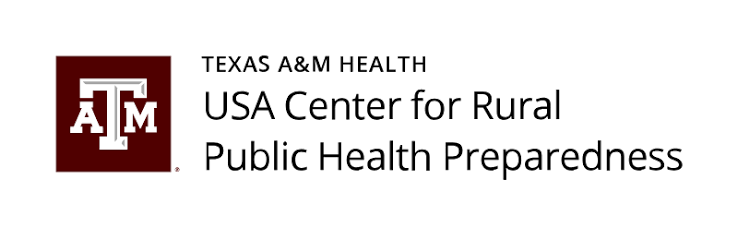 TEXAS A&M HEALTH
ATM ®
USA Center for Rural
Public Health Preparedness